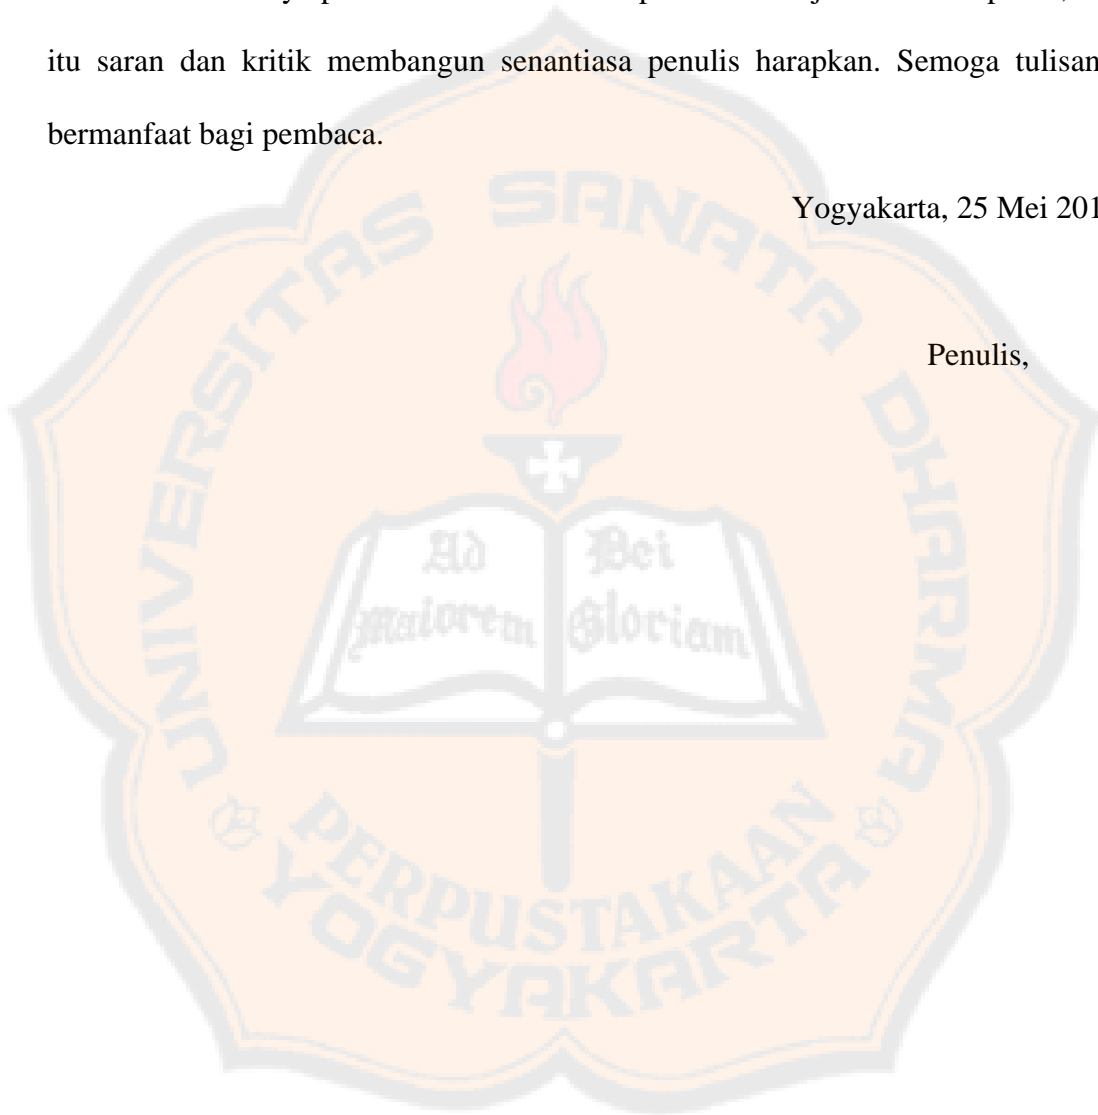 itu saran dan kritik membangun senantiasa penulis harapkan. Semoga tulisan
bermanfaat bagi pembaca.
Yogyakarta, 25 Mei 201
Penulis,
UNIVERSITAS SANATA DHARMA
Ad Maiorem
Dei Gloriam
PERPUSTAKAAN
YOGYAKARTA